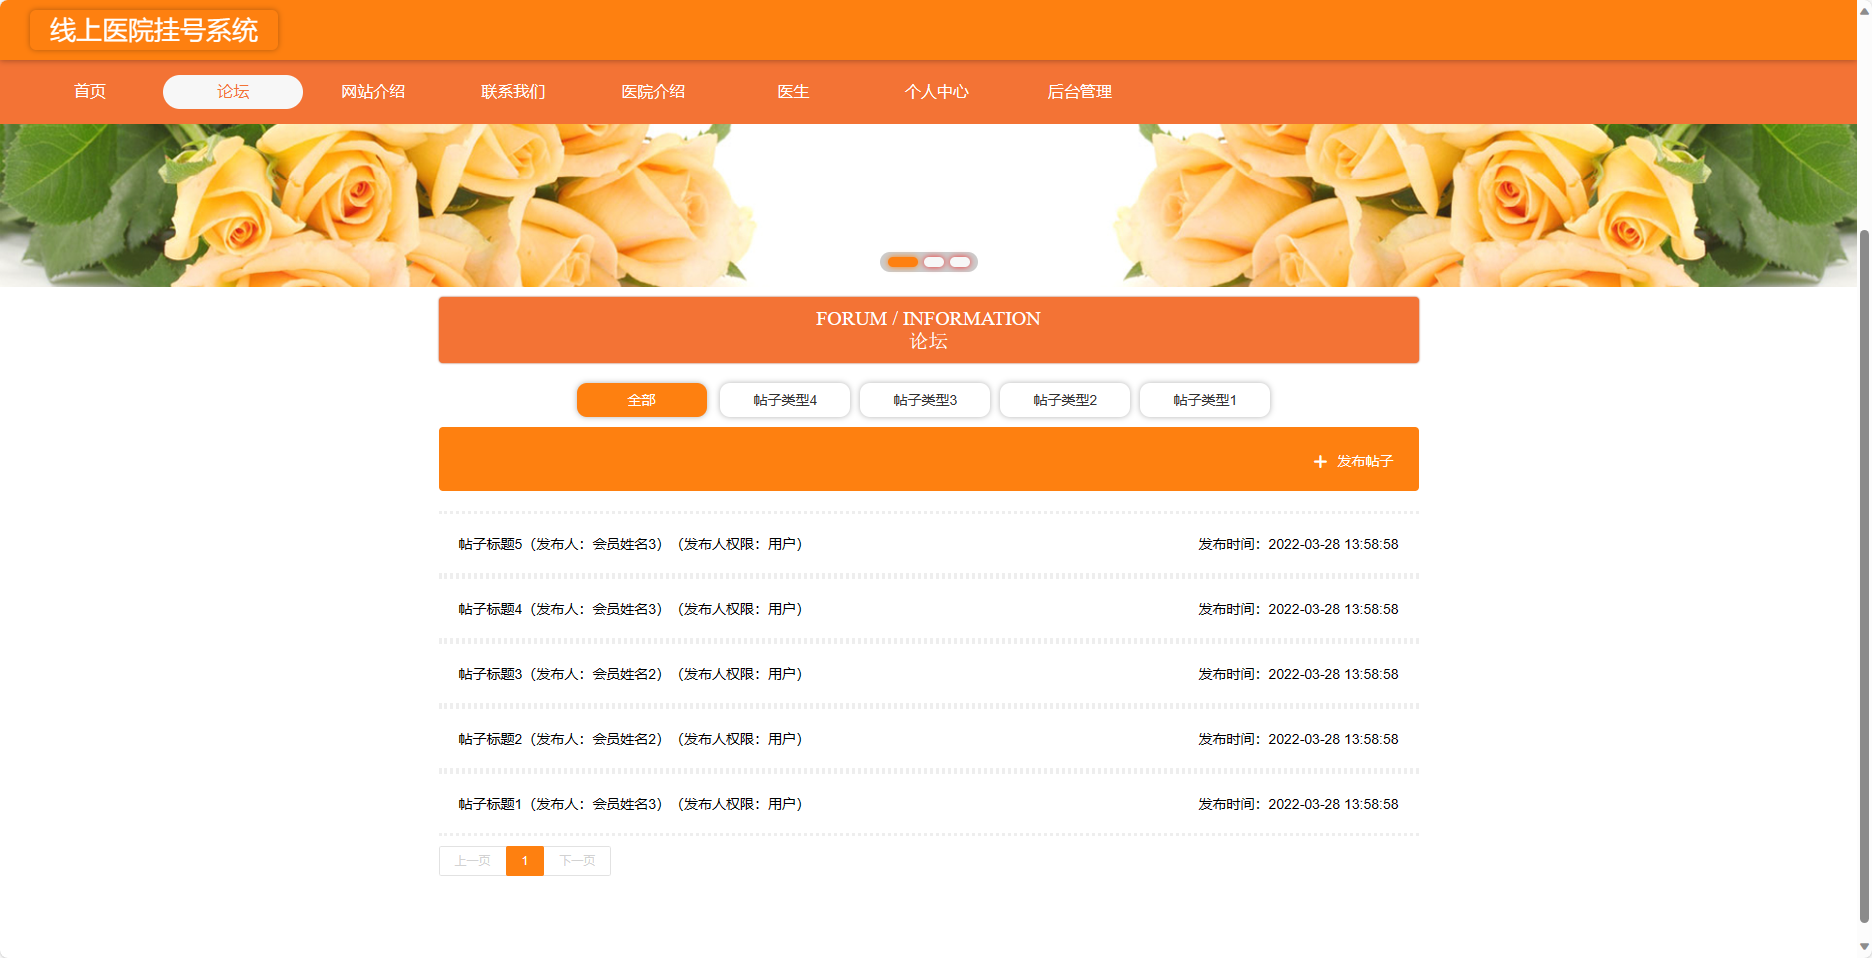 线上医院挂号系统
首页 论坛 网站介绍 联系我们 医院介绍 医生 个人中心 后台管理
FORUM / INFORMATION
论坛
全部 帖子类型4 帖子类型3 帖子类型2 帖子类型1
发布帖子
帖子标题5（发布人：会员姓名3）（发布人权限：用户） 发布时间：2022-03-28 13:58:58
帖子标题4（发布人：会员姓名3）（发布人权限：用户） 发布时间：2022-03-28 13:58:58
帖子标题3（发布人：会员姓名2）（发布人权限：用户） 发布时间：2022-03-28 13:58:58
帖子标题2（发布人：会员姓名2）（发布人权限：用户） 发布时间：2022-03-28 13:58:58
帖子标题1（发布人：会员姓名3）（发布人权限：用户） 发布时间：2022-03-28 13:58:58
上一页 1 下一页